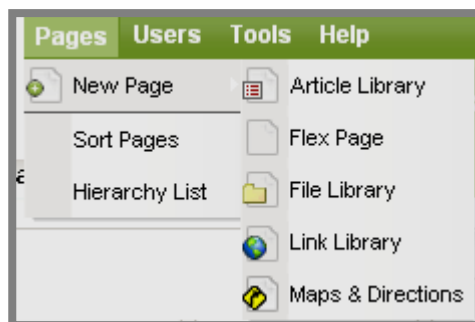 Pages Users Tools Help
New Page
Sort Pages
Hierarchy List
Article Library
Flex Page
File Library
Link Library
Maps & Directions